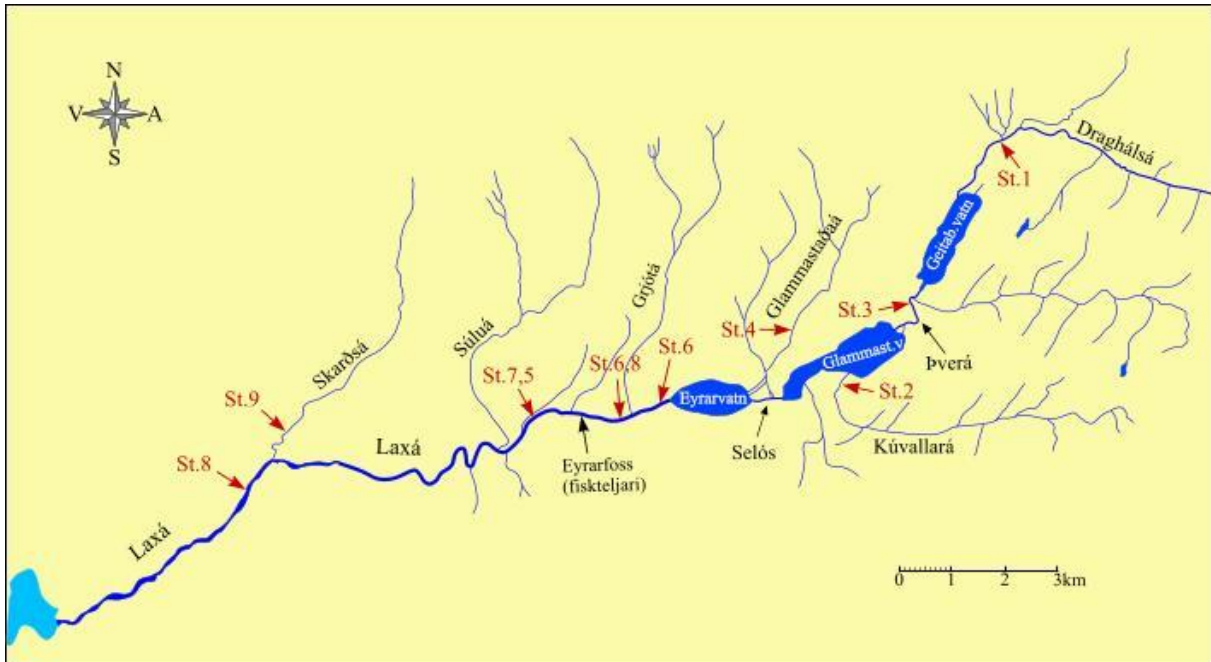 N
V
A
S
Draghálsá
St.1
Geitab.vatn
Glammastaðaá
Grjótá
Súluá
Skarðsá
St.3
St.4
Glammast.v
Þverá
St.6,8
St.6
St.7,5
Eyrarvatn
St.2
St.9
Laxá
Selós
Kúvallará
Eyrarfoss
(fiskteljari)
St.8
Laxá
0 1 2 3km